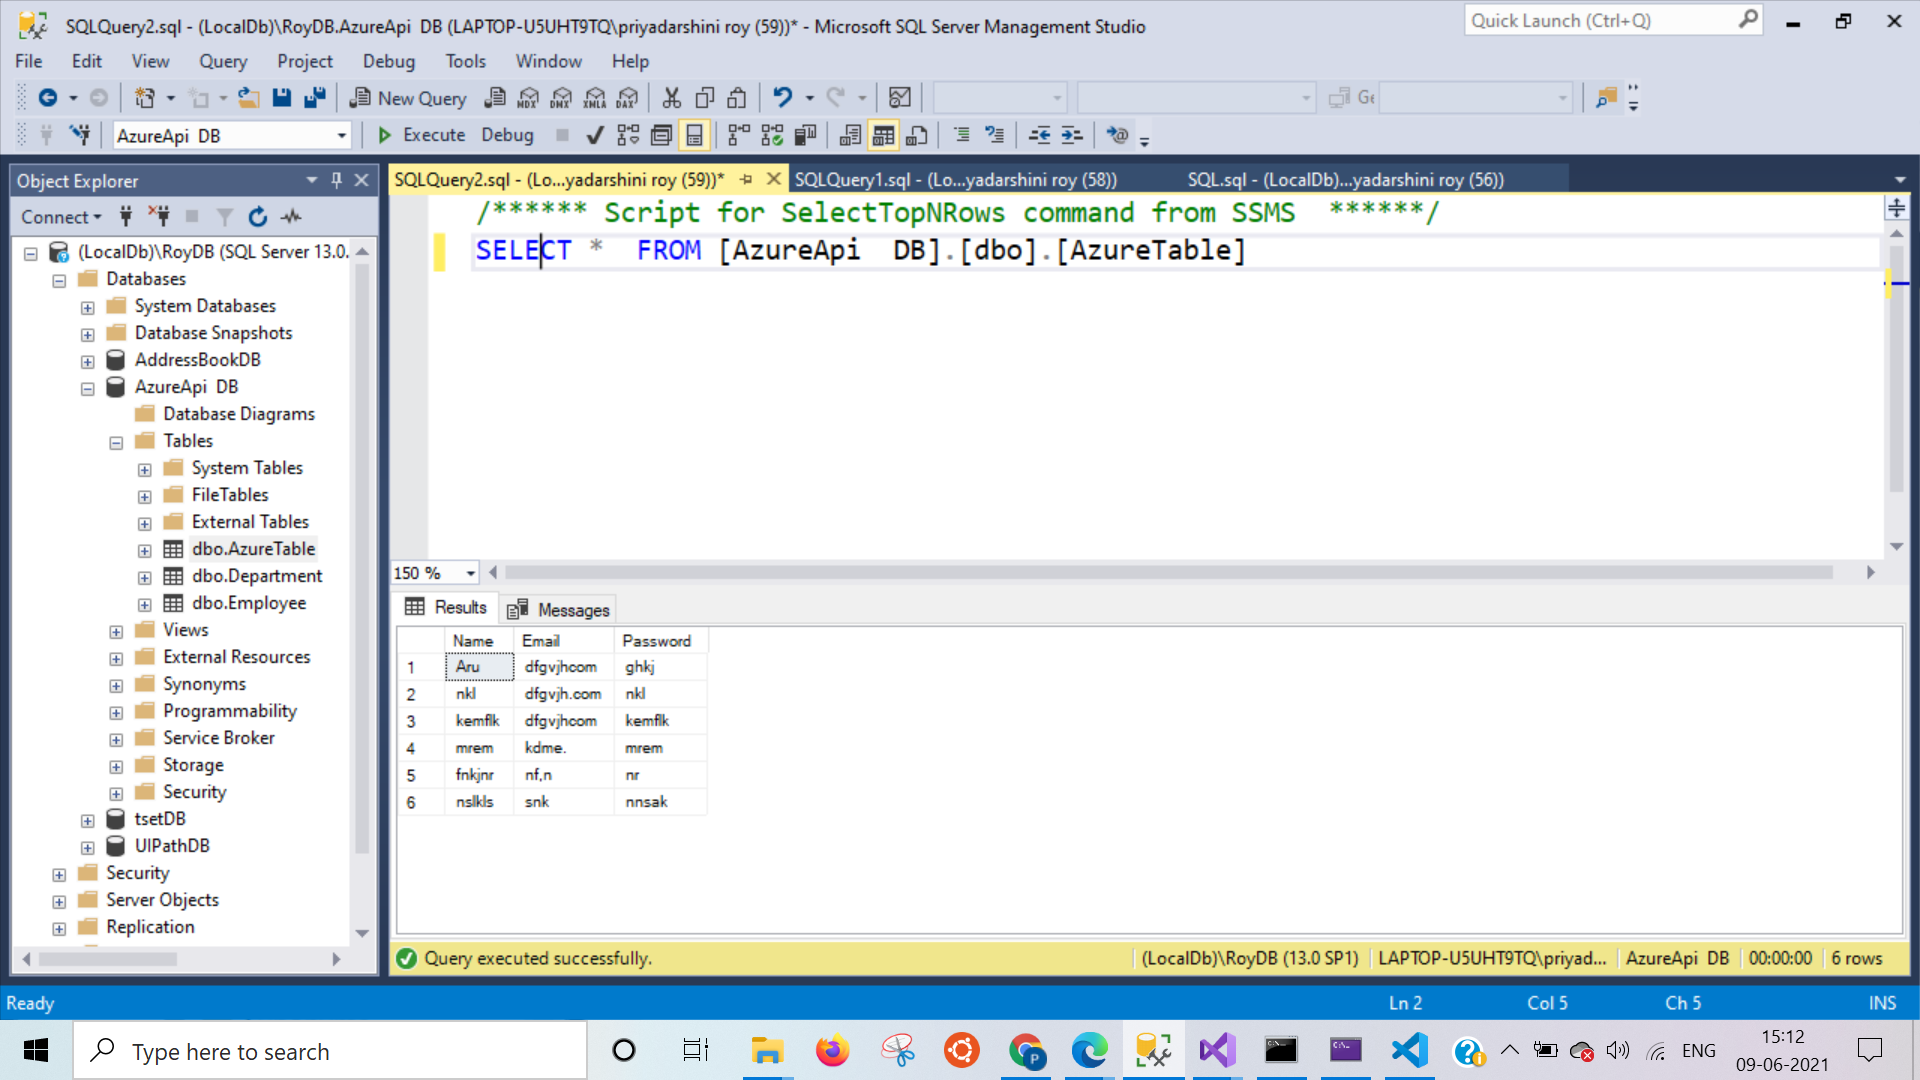 SQLQuery2.sql - (LocalDb)\RoyDB.AzureApi  DB (LAPTOP-U5UHT9TQ\priyadarshini roy (59))* - Microsoft SQL Server Management Studio
Quick Launch (Ctrl+Q)
File Edit View Query Project Debug Tools Window Help
New Query
MDX DMX XMLA DAX
AzureApi  DB
Execute Debug
Object Explorer
Connect
(LocalDb)\RoyDB (SQL Server 13.0.
Databases
System Databases
Database Snapshots
AddressBookDB
AzureApi  DB
Database Diagrams
Tables
System Tables
FileTables
External Tables
dbo.AzureTable
dbo.Department
dbo.Employee
Views
External Resources
Synonyms
Programmability
Service Broker
Storage
Security
tsetDB
UIPathDB
Security
Server Objects
Replication
SQLQuery2.sql - (Lo...yadarshini roy (59))* SQLQuery1.sql - (Lo...yadarshini roy (58)) SQL.sql - (LocalDb)...yadarshini roy (56))
/****** Script for SelectTopNRows command from SSMS  ******/
SELECT *  FROM [AzureApi  DB].[dbo].[AzureTable]
150 %
Results Messages
Name Email Password
1 Aru dfgvjhcom ghkj
2 nkl dfgvjh.com nkl
3 kemflk dfgvjhcom kemflk
4 mrem kdme. mrem
5 fnkjnr nf,n nr
6 nslkls snk nnsak
Query executed successfully. (LocalDb)\RoyDB (13.0 SP1) LAPTOP-U5UHT9TQ\priyad... AzureApi  DB 00:00:00 6 rows
Ready Ln 2 Col 5 Ch 5 INS
Type here to search
ENG
15:12
09-06-2021